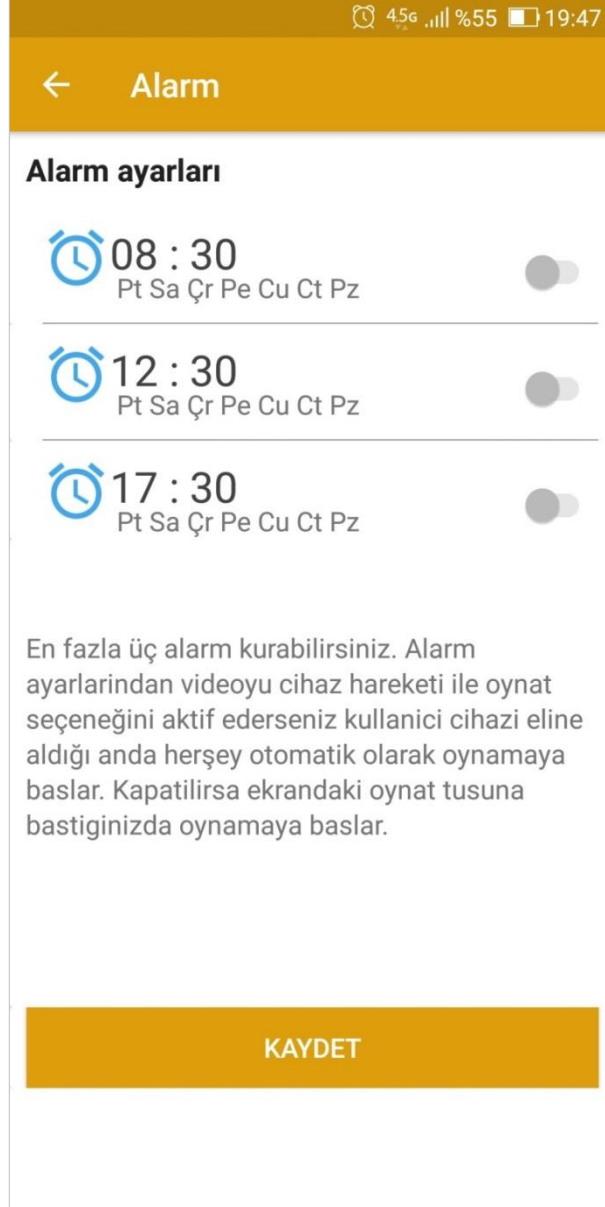 4.5G %55 19:47
Alarm
Alarm ayarları
08 : 30
Pt Sa Çr Pe Cu Ct Pz
12 : 30
Pt Sa Çr Pe Cu Ct Pz
17 : 30
Pt Sa Çr Pe Cu Ct Pz
En fazla üç alarm kurabilirsiniz. Alarm
ayarlarindan videoyu cihaz hareketi ile oynat
seçeneğini aktif ederseniz kullanici cihazi eline
aldığı anda herşey otomatik olarak oynamaya
baslar. Kapatilirsa ekrandaki oynat tusuna
bastiginizda oynamaya baslar.
KAYDET